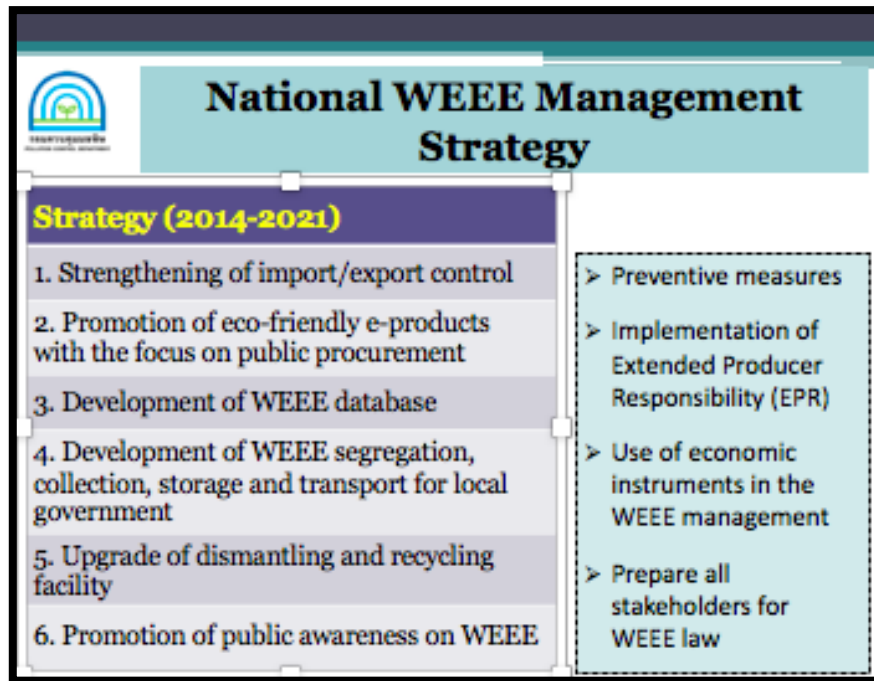 National WEEE Management
Strategy
Strategy (2014-2021)
1. Strengthening of import/export control
2. Promotion of eco-friendly e-products
with the focus on public procurement
3. Development of WEEE database
4. Development of WEEE segregation,
collection, storage and transport for local
government
5. Upgrade of dismantling and recycling
facility
6. Promotion of public awareness on WEEE
➢ Preventive measures
➢ Implementation of
Extended Producer
Responsibility (EPR)
➢ Use of economic
instruments in the
WEEE management
➢ Prepare all
stakeholders for
WEEE law